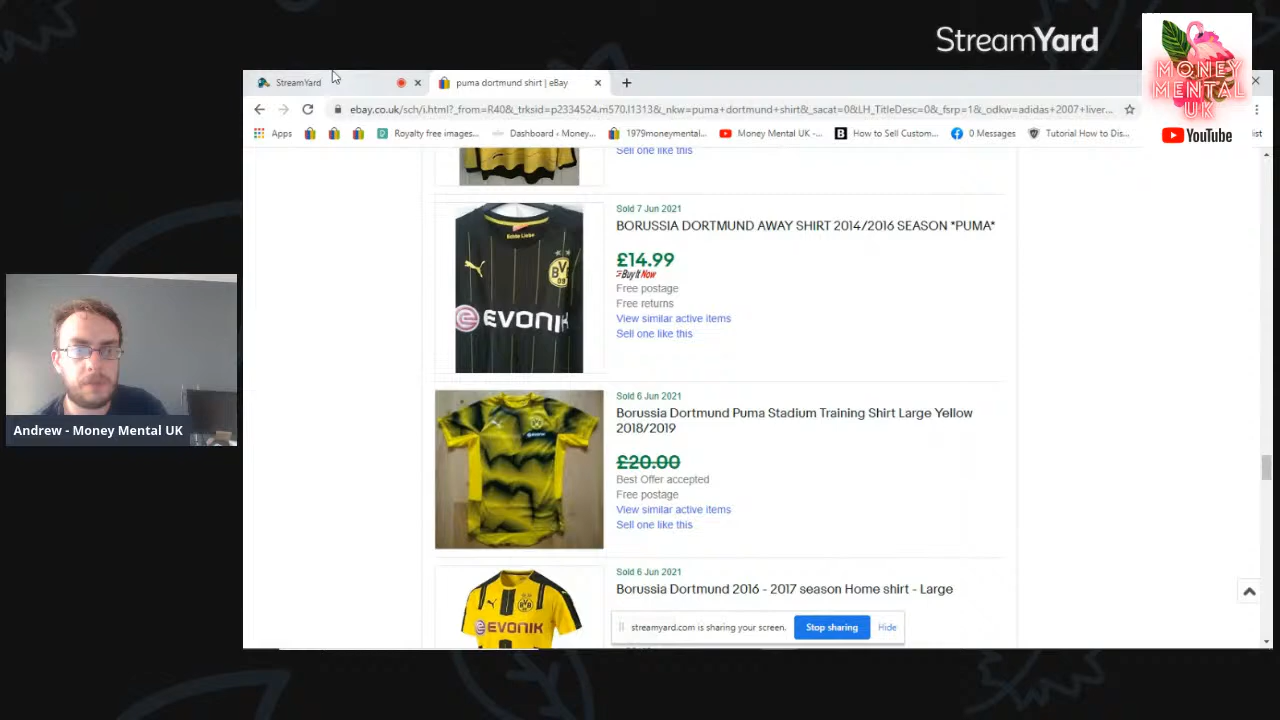 StreamYard
MONEY
MENTAL
UK
YouTube
StreamYard
puma dortmund shirt | eBay
ebay.co.uk/sch/i.html?_from=R40&_trksid=p2334524.m570.l1313&_nkw=puma+dortmund+shirt&_sacat=0&LH_TitleDesc=0&_fsrp=1&_odkw=adidas+2007+liver...
Apps
Royalty free images...
Dashboard ‹ Money...
1979moneymental...
Money Mental UK -...
How to Sell Custom...
0 Messages
Tutorial How to Dis...
Sell one like this
Sold 7 Jun 2021
BORUSSIA DORTMUND AWAY SHIRT 2014/2016 SEASON *PUMA*
£14.99
Buy It Now
Free postage
Free returns
View similar active items
Sell one like this
Echte Liebe
BVB
09
EVONIK
Sold 6 Jun 2021
Borussia Dortmund Puma Stadium Training Shirt Large Yellow
2018/2019
£20.00
Best Offer accepted
Free postage
View similar active items
Sell one like this
Andrew - Money Mental UK
Sold 6 Jun 2021
Borussia Dortmund 2016 - 2017 season Home shirt - Large
EVONIK
streamyard.com is sharing your screen.
Stop sharing
Hide